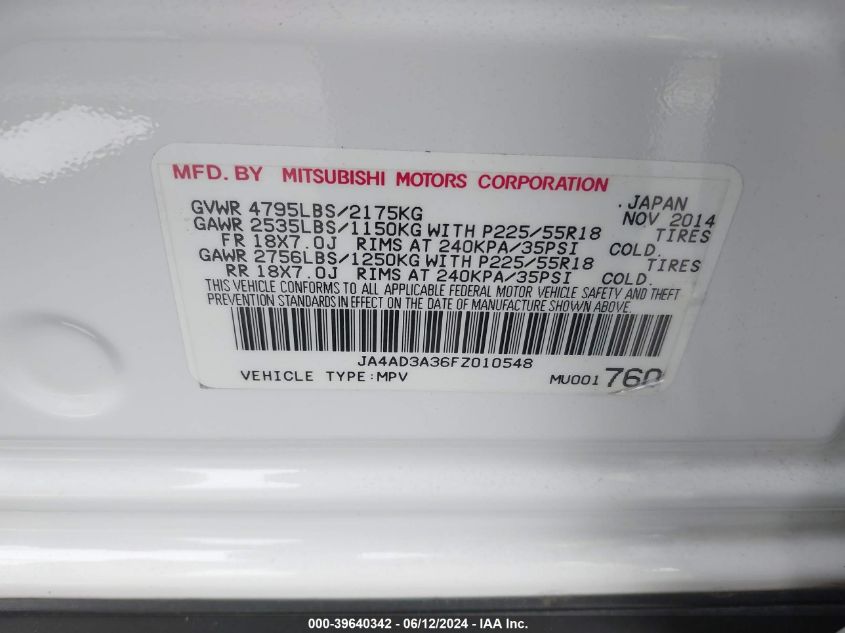 MFD. BY MITSUBISHI MOTORS CORPORATION
JAPAN
GVWR 4795LBS/2175KG NOV 2014
GAWR 2535LBS/1150KG WITH P225/55R18 TIRES
FR 18X7.0J RIMS AT 240KPA/35PSI COLD.
GAWR 2756LBS/1250KG WITH P225/55R18 TIRES
RR 18X7.0J RIMS AT 240KPA/35PSI COLD.
THIS VEHICLE CONFORMS TO ALL APPLICABLE FEDERAL MOTOR VEHICLE SAFETY AND THEFT
PREVENTION STANDARDS IN EFFECT ON THE DATE OF MANUFACTURE SHOWN ABOVE.
JA4AD3A36FZ010548
VEHICLE TYPE:MPV MU001 760
000-39640342 - 06/12/2024 - IAA Inc.